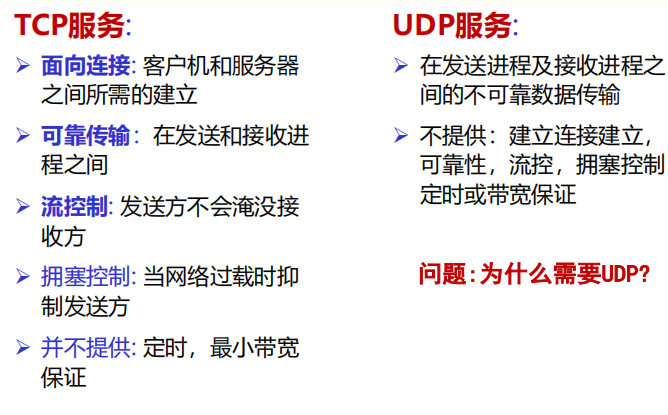 TCP服务:
➢ 面向连接: 客户机和服务器
之间所需的建立
➢ 可靠传输：在发送和接收进
程之间
➢ 流控制: 发送方不会淹没接
收方
➢ 拥塞控制: 当网络过载时抑
制发送方
➢ 并不提供: 定时，最小带宽
保证
UDP服务:
➢ 在发送进程及接收进程之
间的不可靠数据传输
➢ 不提供：建立连接建立，
可靠性，流控，拥塞控制
定时或带宽保证
问题:为什么需要UDP?